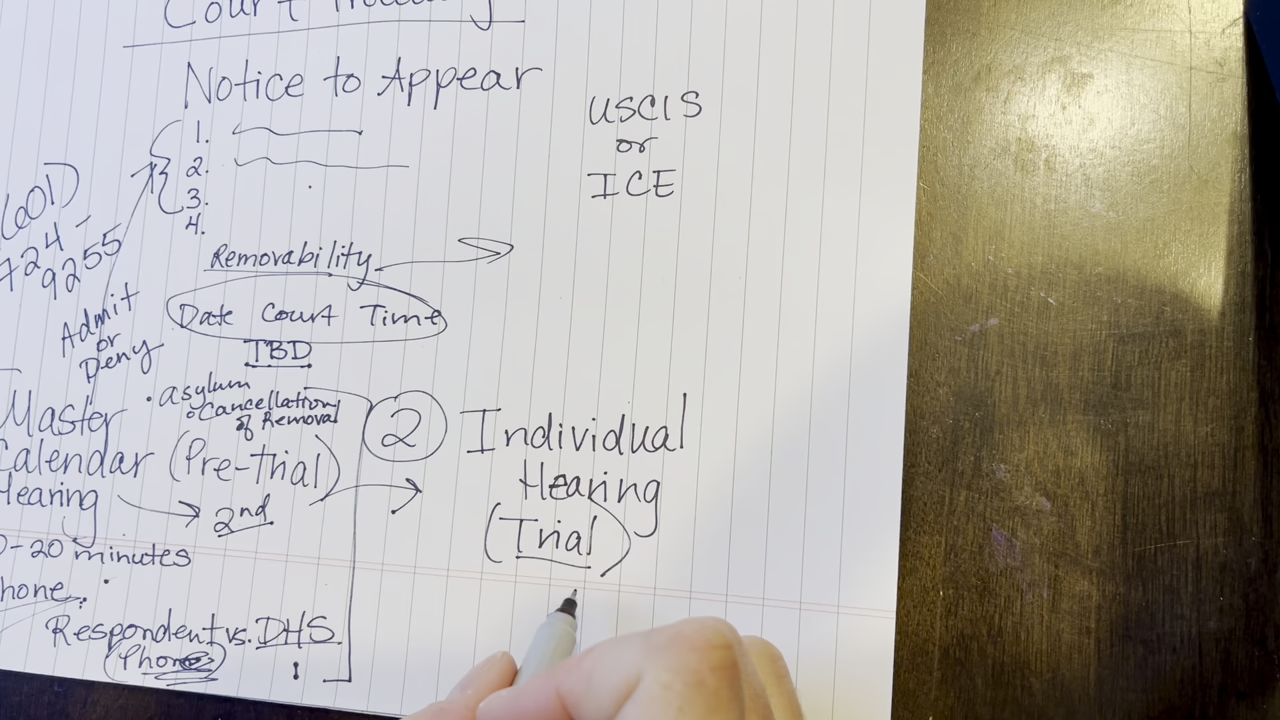 Court
Notice to Appear
1.
2.
3.
4.
USCIS
or
ICE
(601)
724-
9255
Removability
Date Court Time
TBD
Admit
or
Deny
• asylum
• Cancellation
of Removal
Master
Calendar (Pre-trial)
Hearing
2nd
0-20 minutes
hone
Respondent vs. DHS
(Phone)
!
2 Individual
Hearing
(Trial)